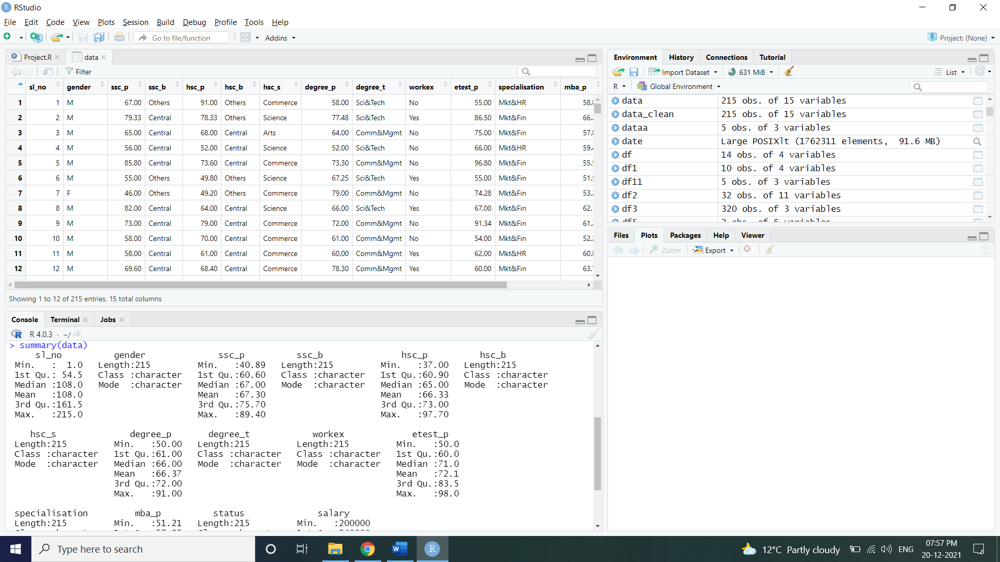 RStudio
File Edit Code View Plots Session Build Debug Profile Tools Help
Go to file/function Addins Project: (None)
Project.R data
Filter
sl_no gender ssc_p ssc_b hsc_p hsc_b hsc_s degree_p degree_t workex etest_p specialisation mba_p
1 1 M 67.00 Others 91.00 Others Commerce 58.00 Sci&Tech No 55.00 Mkt&HR 58.
2 2 M 79.33 Central 78.33 Others Science 77.48 Sci&Tech Yes 86.50 Mkt&Fin 66.
3 3 M 65.00 Central 68.00 Central Arts 64.00 Comm&Mgmt No 75.00 Mkt&Fin 57.
4 4 M 56.00 Central 52.00 Central Science 52.00 Sci&Tech No 66.00 Mkt&HR 59.
5 5 M 85.80 Central 73.60 Central Commerce 73.30 Comm&Mgmt No 96.80 Mkt&Fin 55.
6 6 M 55.00 Others 49.80 Others Science 67.25 Sci&Tech Yes 55.00 Mkt&Fin 51.
7 7 F 46.00 Others 49.20 Others Commerce 79.00 Comm&Mgmt No 74.28 Mkt&Fin 53.
8 8 M 82.00 Central 64.00 Central Science 66.00 Sci&Tech Yes 67.00 Mkt&Fin 62.
9 9 M 73.00 Central 79.00 Central Commerce 72.00 Comm&Mgmt No 91.34 Mkt&Fin 61.
10 10 M 58.00 Central 70.00 Central Commerce 61.00 Comm&Mgmt No 54.00 Mkt&Fin 52.
11 11 M 58.00 Central 61.00 Central Commerce 60.00 Comm&Mgmt Yes 62.00 Mkt&HR 60.
12 12 M 69.60 Central 68.40 Central Commerce 78.30 Comm&Mgmt Yes 60.00 Mkt&Fin 63.
Showing 1 to 12 of 215 entries, 15 total columns
Console Terminal Jobs
R 4.0.3 · ~/
> summary(data)
sl_no gender ssc_p ssc_b hsc_p hsc_b
Min. : 1.0 Length:215 Min. :40.89 Length:215 Min. :37.00 Length:215
1st Qu.: 54.5 Class :character 1st Qu.:60.60 Class :character 1st Qu.:60.90 Class :character
Median :108.0 Mode :character Median :67.00 Mode :character Median :65.00 Mode :character
Mean :108.0 Mean :67.30 Mean :66.33
3rd Qu.:161.5 3rd Qu.:75.70 3rd Qu.:73.00
Max. :215.0 Max. :89.40 Max. :97.70
hsc_s degree_p degree_t workex etest_p
Length:215 Min. :50.00 Length:215 Length:215 Min. :50.0
Class :character 1st Qu.:61.00 Class :character Class :character 1st Qu.:60.0
Mode :character Median :66.00 Mode :character Mode :character Median :71.0
Mean :66.37 Mean :72.1
3rd Qu.:72.00 3rd Qu.:83.5
Max. :91.00 Max. :98.0
specialisation mba_p status salary
Length:215 Min. :51.21 Length:215 Min. :200000
Environment History Connections Tutorial
Import Dataset 631 MiB List
R Global Environment
data 215 obs. of 15 variables
data_clean 215 obs. of 15 variables
dataa 5 obs. of 3 variables
date Large POSIXlt (1762311 elements, 91.6 MB)
df 14 obs. of 4 variables
df1 10 obs. of 4 variables
df11 5 obs. of 3 variables
df2 32 obs. of 11 variables
df3 320 obs. of 3 variables
Files Plots Packages Help Viewer
Zoom Export
Type here to search
12°C Partly cloudy ENG
07:57 PM
20-12-2021